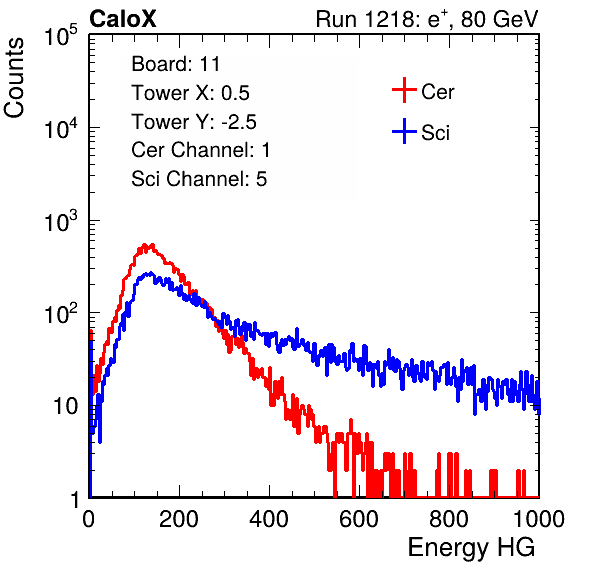 CaloX Run 1218: e⁺, 80 GeV
Counts
Board: 11
Tower X: 0.5
Tower Y: -2.5
Cer Channel: 1
Sci Channel: 5
Cer
Sci
10⁵
10⁴
10³
10²
10
1
0 200 400 600 800 1000
Energy HG